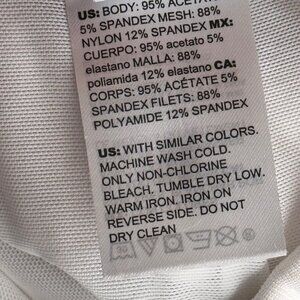 US: BODY: 95% ACETATE
5% SPANDEX MESH: 88%
NYLON 12% SPANDEX MX:
CUERPO: 95% acetato 5%
elastano MALLA: 88%
poliamida 12% elastano CA:
CORPS: 95% ACÉTATE 5%
SPANDEX FILETS: 88%
POLYAMIDE 12% SPANDEX
US: WITH SIMILAR COLORS.
MACHINE WASH COLD.
ONLY NON-CHLORINE
BLEACH. TUMBLE DRY LOW.
WARM IRON. IRON ON
REVERSE SIDE. DO NOT
DRY CLEAN